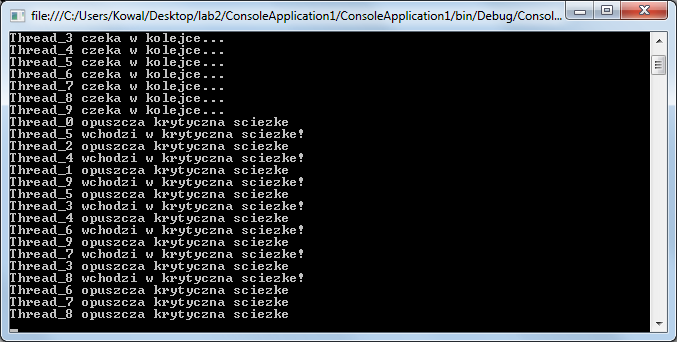 file:///C:/Users/Kowal/Desktop/lab2/ConsoleApplication1/ConsoleApplication1/bin/Debug/Consol...
Thread_3 czeka w kolejce...
Thread_4 czeka w kolejce...
Thread_5 czeka w kolejce...
Thread_6 czeka w kolejce...
Thread_7 czeka w kolejce...
Thread_8 czeka w kolejce...
Thread_9 czeka w kolejce...
Thread_0 opuszcza krytyczna sciezke
Thread_5 wchodzi w krytyczna sciezke!
Thread_2 opuszcza krytyczna sciezke
Thread_4 wchodzi w krytyczna sciezke!
Thread_1 opuszcza krytyczna sciezke
Thread_9 wchodzi w krytyczna sciezke!
Thread_5 opuszcza krytyczna sciezke
Thread_3 wchodzi w krytyczna sciezke!
Thread_4 opuszcza krytyczna sciezke
Thread_6 wchodzi w krytyczna sciezke!
Thread_9 opuszcza krytyczna sciezke
Thread_7 wchodzi w krytyczna sciezke!
Thread_3 opuszcza krytyczna sciezke
Thread_8 wchodzi w krytyczna sciezke!
Thread_6 opuszcza krytyczna sciezke
Thread_7 opuszcza krytyczna sciezke
Thread_8 opuszcza krytyczna sciezke